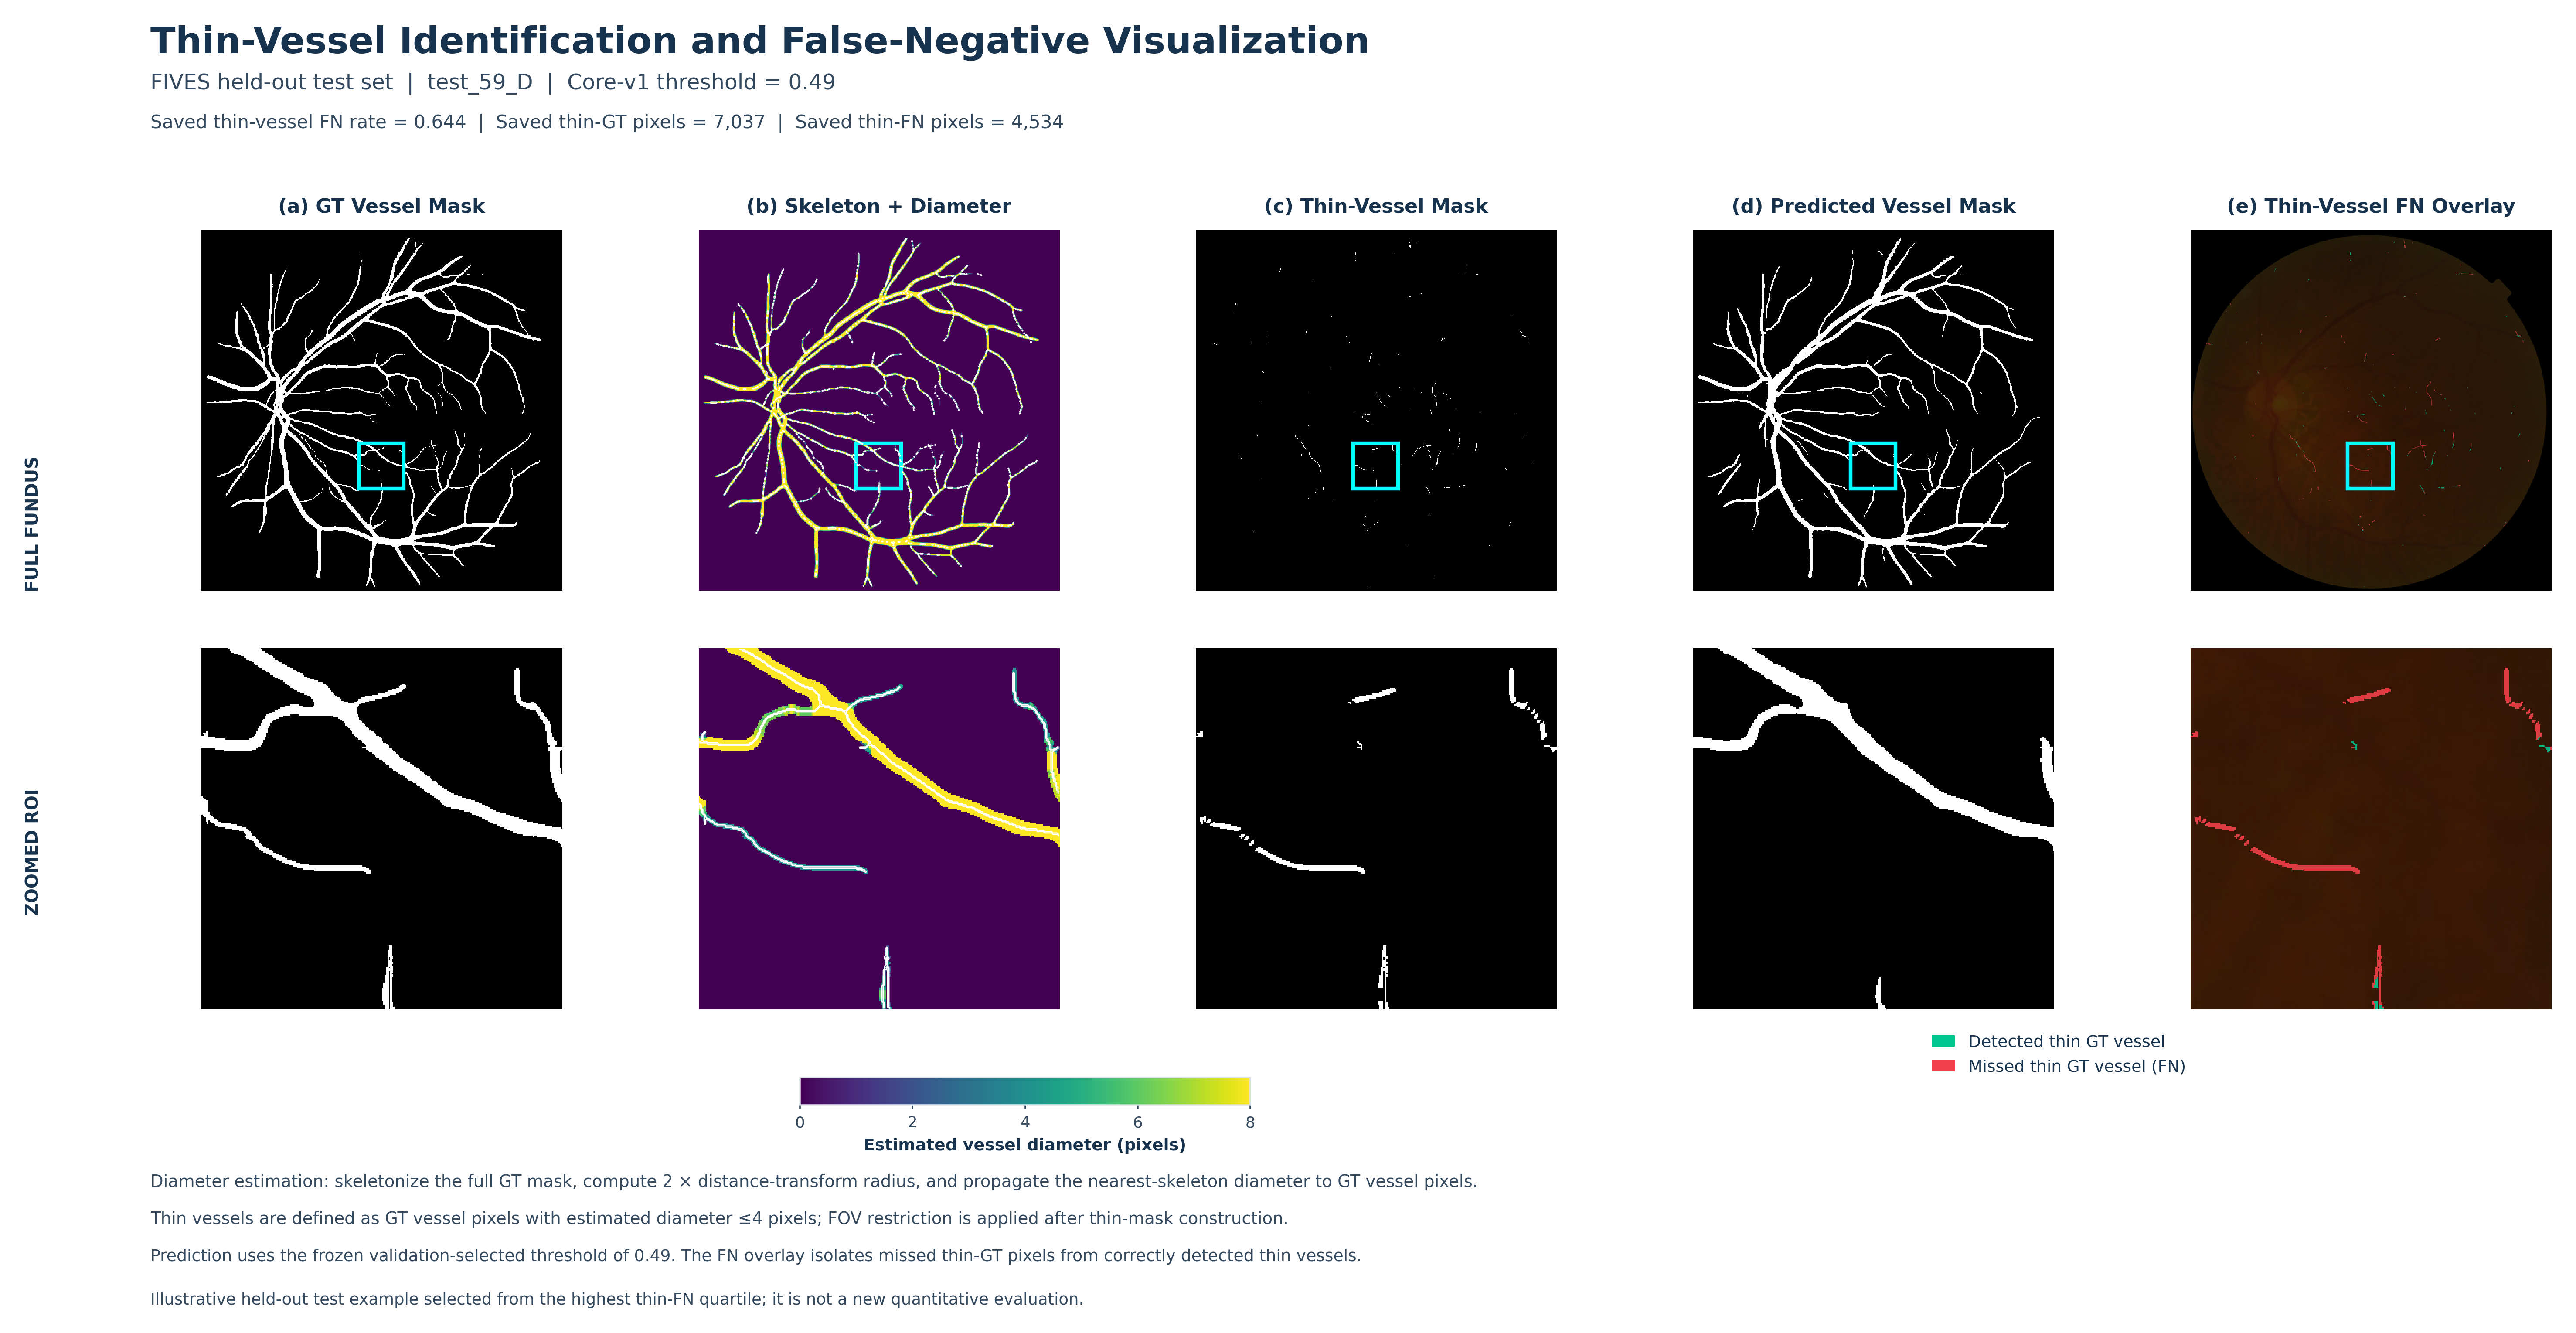 Thin-Vessel Identification and False-Negative Visualization
FIVES held-out test set | test_59_D | Core-v1 threshold = 0.49
Saved thin-vessel FN rate = 0.644 | Saved thin-GT pixels = 7,037 | Saved thin-FN pixels = 4,534
(a) GT Vessel Mask
(b) Skeleton + Diameter
(c) Thin-Vessel Mask
(d) Predicted Vessel Mask
(e) Thin-Vessel FN Overlay
FULL FUNDUS
ZOOMED ROI
Detected thin GT vessel
Missed thin GT vessel (FN)
0 2 4 6 8
Estimated vessel diameter (pixels)
Diameter estimation: skeletonize the full GT mask, compute 2 × distance-transform radius, and propagate the nearest-skeleton diameter to GT vessel pixels.
Thin vessels are defined as GT vessel pixels with estimated diameter ≤4 pixels; FOV restriction is applied after thin-mask construction.
Prediction uses the frozen validation-selected threshold of 0.49. The FN overlay isolates missed thin-GT pixels from correctly detected thin vessels.
Illustrative held-out test example selected from the highest thin-FN quartile; it is not a new quantitative evaluation.